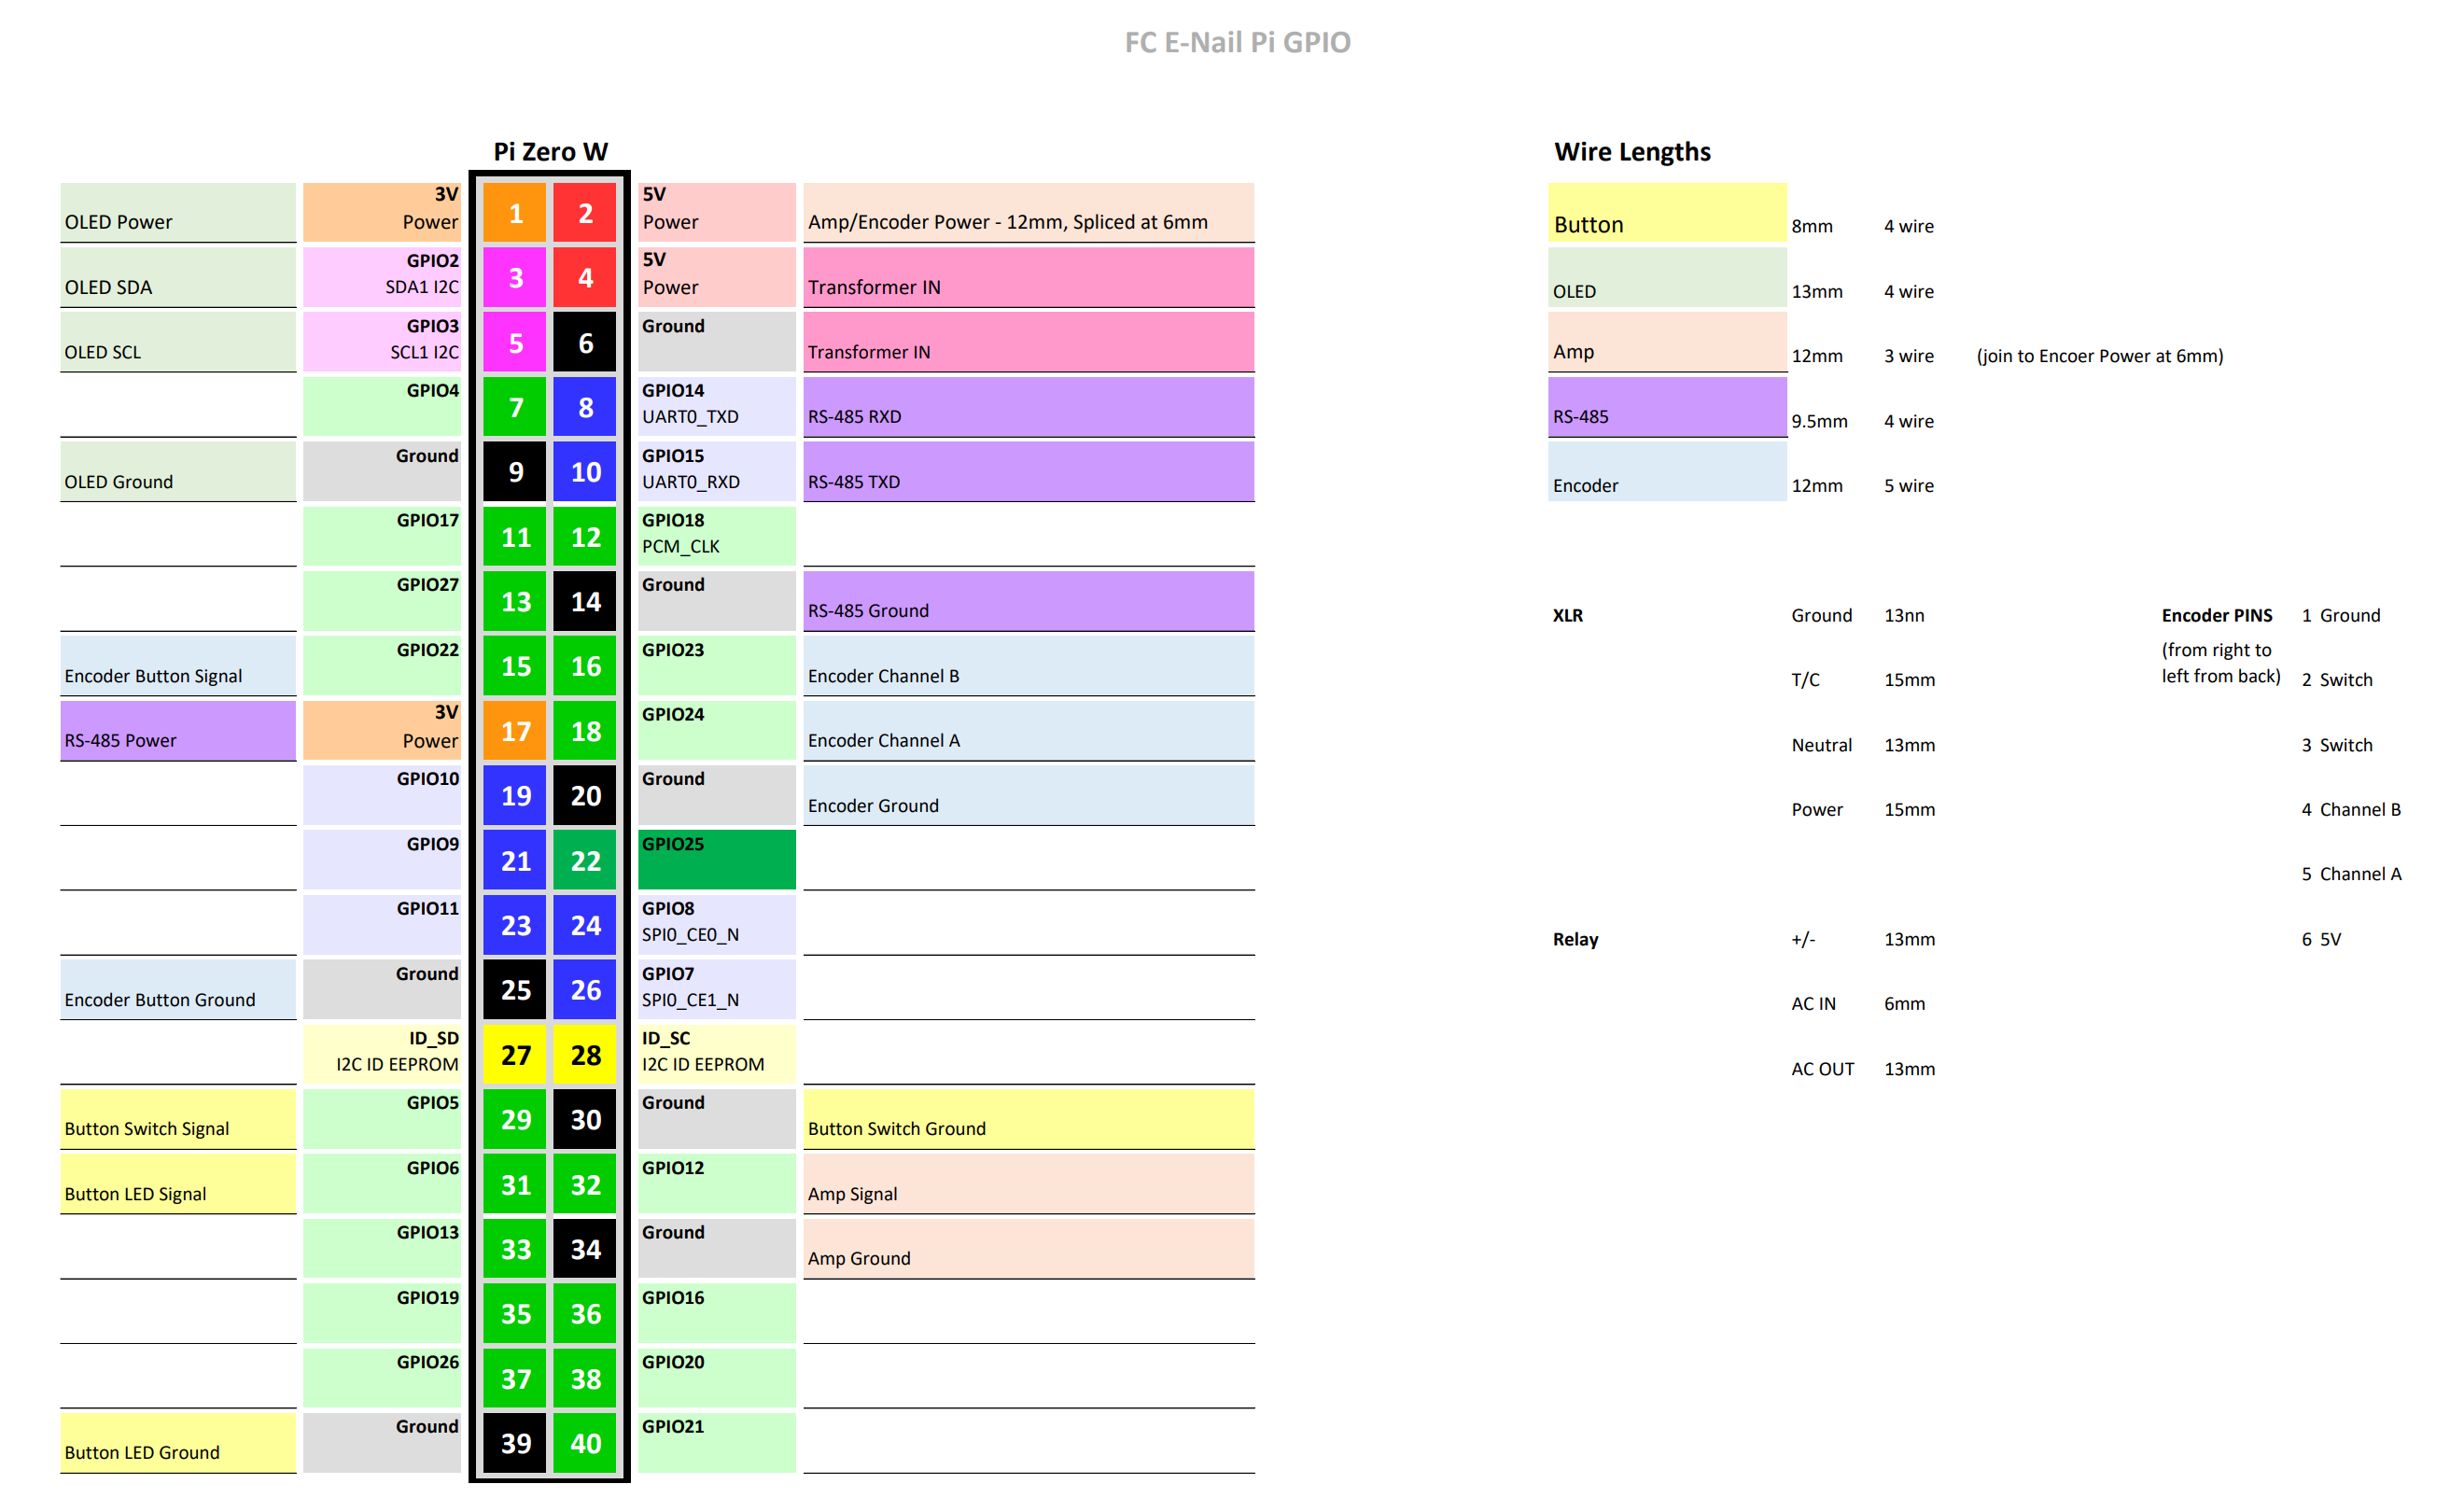 FC E-Nail Pi GPIO
Pi Zero W
Wire Lengths
OLED Power
3V
Power
1
2
5V
Power
Amp/Encoder Power - 12mm, Spliced at 6mm
Button
8mm
4 wire
OLED SDA
GPIO2
SDA1 I2C
3
4
5V
Power
Transformer IN
OLED
13mm
4 wire
OLED SCL
GPIO3
SCL1 I2C
5
6
Ground
Transformer IN
Amp
12mm
3 wire
(join to Encoer Power at 6mm)
GPIO4
7
8
GPIO14
UART0_TXD
RS-485 RXD
RS-485
9.5mm
4 wire
OLED Ground
Ground
9
10
GPIO15
UART0_RXD
RS-485 TXD
Encoder
12mm
5 wire
GPIO17
11
12
GPIO18
PCM_CLK
GPIO27
13
14
Ground
RS-485 Ground
XLR
Ground
13nn
Encoder PINS
1 Ground
Encoder Button Signal
GPIO22
15
16
GPIO23
Encoder Channel B
T/C
15mm
(from right to
left from back)
2 Switch
RS-485 Power
3V
Power
17
18
GPIO24
Encoder Channel A
Neutral
13mm
3 Switch
GPIO10
19
20
Ground
Encoder Ground
Power
15mm
4 Channel B
GPIO9
21
22
GPIO25
5 Channel A
GPIO11
23
24
GPIO8
SPI0_CE0_N
Relay
+/-
13mm
6 5V
Encoder Button Ground
Ground
25
26
GPIO7
SPI0_CE1_N
AC IN
6mm
ID_SD
I2C ID EEPROM
27
28
ID_SC
I2C ID EEPROM
AC OUT
13mm
Button Switch Signal
GPIO5
29
30
Ground
Button Switch Ground
Button LED Signal
GPIO6
31
32
GPIO12
Amp Signal
GPIO13
33
34
Ground
Amp Ground
GPIO19
35
36
GPIO16
GPIO26
37
38
GPIO20
Button LED Ground
Ground
39
40
GPIO21